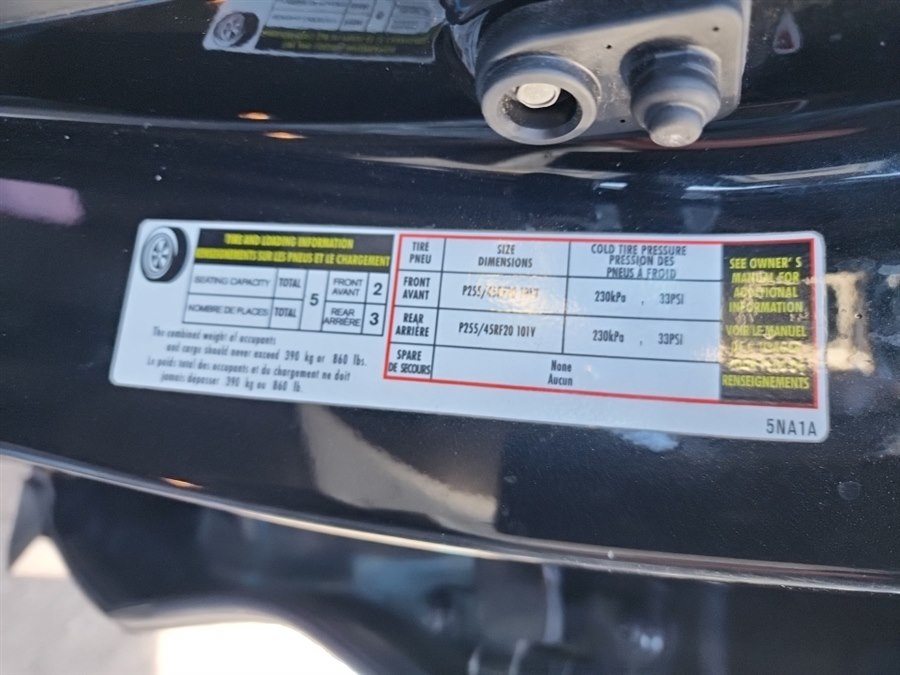 TIRE AND LOADING INFORMATION
RENSEIGNEMENTS SUR LES PNEUS ET LE CHARGEMENT
SEATING CAPACITY TOTAL 5 FRONT AVANT 2
NOMBRE DE PLACES TOTAL REAR ARRIÈRE 3
The combined weight of occupants
and cargo should never exceed 390 kg or 860 lbs.
Le poids total des occupants et du chargement ne doit
jamais dépasser 390 kg ou 860 lb.
TIRE PNEU
SIZE DIMENSIONS
COLD TIRE PRESSURE
PRESSION DES
PNEUS À FROID
FRONT AVANT P255/45RF20 101V 230kPa , 33PSI
REAR ARRIÈRE P255/45RF20 101V 230kPa , 33PSI
SPARE DE SECOURS None Aucun
SEE OWNER'S
MANUAL FOR
ADDITIONAL
INFORMATION
VOIR LE MANUEL
RENSEIGNEMENTS
5NA1A